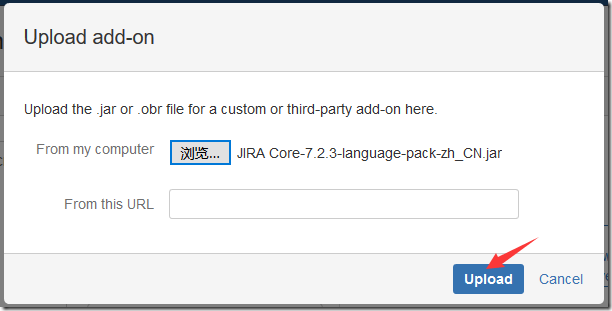 Upload add-on
Upload the .jar or .obr file for a custom or third-party add-on here.
From my computer 浏览... JIRA Core-7.2.3-language-pack-zh_CN.jar
From this URL
Upload Cancel